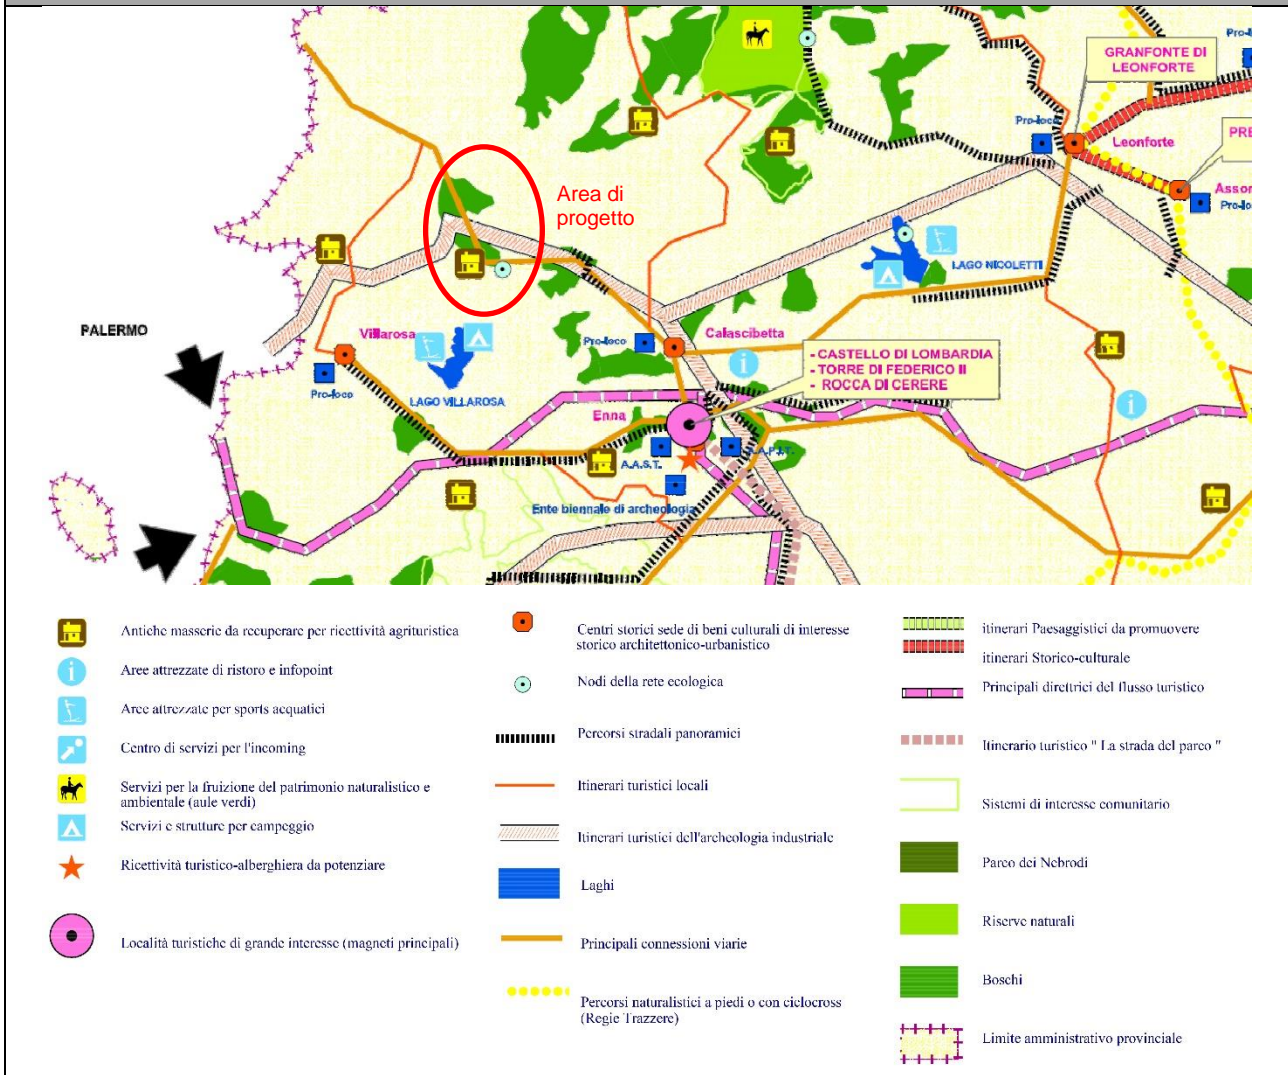 GRANFONTE DI
LEONFORTE
Pro-loco
Leonforte
PRE
Pro-loco
Area di
progetto
LAGO NICOLETTI
PALERMO
Villarosa
Pro-loco
Calascibetta
- CASTELLO DI LOMBARDIA
- TORRE DI FEDERICO II
- ROCCA DI CERERE
Pro-loco
LAGO VILLAROSA
Enna
A.A.S.T.
A.A.P.I.T.
Ente biennale di archeologia
Antiche masserie da recuperare per ricettività agrituristica
Aree attrezzate di ristoro e infopoint
Aree attrezzate per sports acquatici
Centro di servizi per l'incoming
Servizi per la fruizione del patrimonio naturalistico e
ambientale (aule verdi)
Servizi e strutture per campeggio
Ricettività turistico-alberghiera da potenziare
Località turistiche di grande interesse (magneti principali)
Centri storici sede di beni culturali di interesse
storico architettonico-urbanistico
Nodi della rete ecologica
Percorsi stradali panoramici
Itinerari turistici locali
Itinerari turistici dell'archeologia industriale
Laghi
Principali connessioni viarie
Percorsi naturalistici a piedi o con ciclocross
(Regie Trazzere)
itinerari Paesaggistici da promuovere
itinerari Storico-culturale
Principali direttrici del flusso turistico
Itinerario turistico " La strada del parco "
Sistemi di interesse comunitario
Parco dei Nebrodi
Riserve naturali
Boschi
Limite amministrativo provinciale